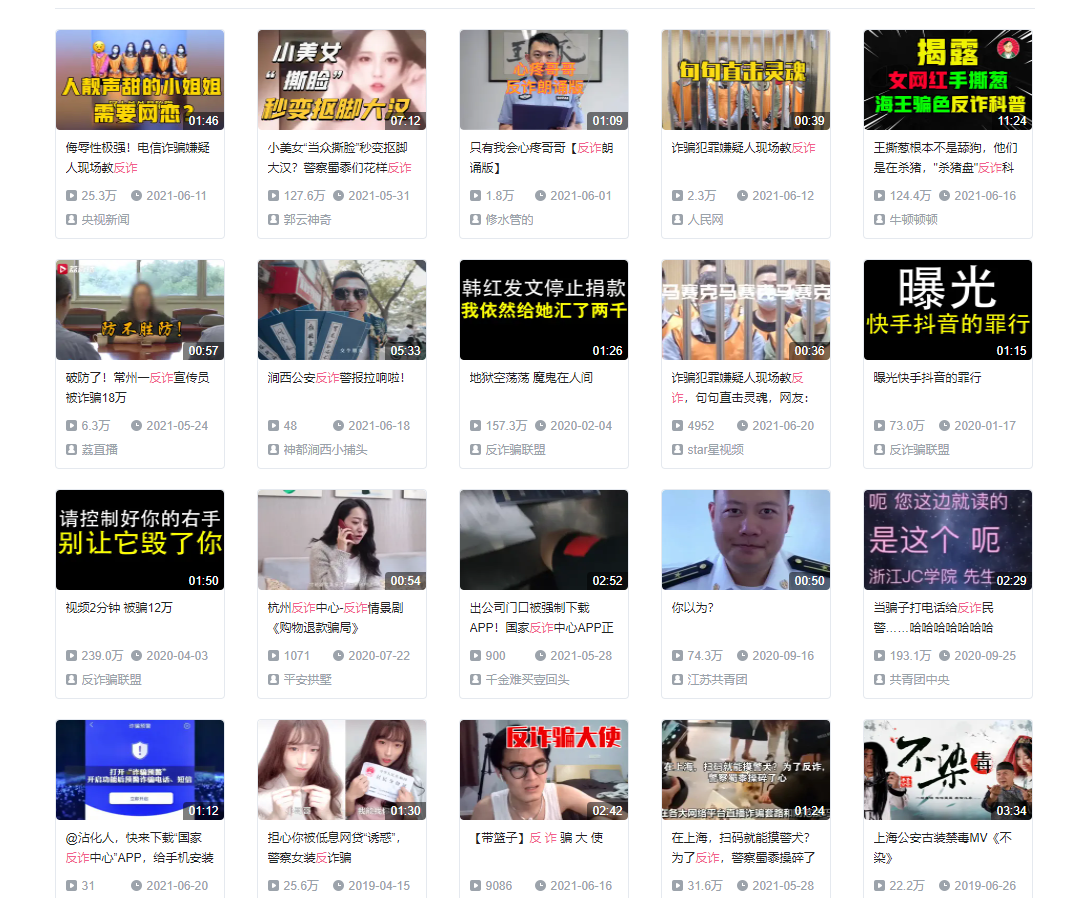 人靓声甜的小姐姐
需要网恋?
01:46
侮辱性极强！电信诈骗嫌疑
人现场教反诈
25.3万 2021-06-11
央视新闻
小美女
“撕脸”
秒变抠脚大汉
07:12
小美女“当众撕脸”秒变抠脚
大汉？警察蜀黍们花样反诈
127.6万 2021-05-31
郭云神奇
心疼哥哥
反诈朗诵版
01:09
只有我会心疼哥哥【反诈朗
诵版】
1.8万 2021-06-01
修水管的
句句直击灵魂
00:39
诈骗犯罪嫌疑人现场教反诈
2.3万 2021-06-12
人民网
揭露
女网红手撕葱
海王骗色反诈科普
11:24
王撕葱根本不是舔狗，他们
是在杀猪，"杀猪盘"反诈科
124.4万 2021-06-16
牛顿顿顿
防不胜防!
00:57
破防了！常州一反诈宣传员
被诈骗18万
6.3万 2021-05-24
荔直播
05:33
涧西公安反诈警报拉响啦！
48 2021-06-18
神都涧西小捕头
韩红发文停止捐款
我依然给她汇了两千
01:26
地狱空荡荡 魔鬼在人间
157.3万 2020-02-04
反诈骗联盟
马赛克马赛克马赛克
00:36
诈骗犯罪嫌疑人现场教反
诈，句句直击灵魂，网友：
4952 2021-06-20
star星视频
曝光
快手抖音的罪行
01:15
曝光快手抖音的罪行
73.0万 2020-01-17
反诈骗联盟
请控制好你的右手
别让它毁了你
01:50
视频2分钟 被骗12万
239.0万 2020-04-03
反诈骗联盟
00:54
杭州反诈中心-反诈情景剧
《购物退款骗局》
1071 2020-07-22
平安拱墅
02:52
出公司门口被强制下载
APP！国家反诈中心APP正
900 2021-05-28
千金难买壹回头
00:50
你以为？
74.3万 2020-09-16
江苏共青团
呃 您这边就读的
是这个 呃
浙江JC学院 先生
02:29
当骗子打电话给反诈民
警……哈哈哈哈哈哈哈
193.1万 2020-09-25
共青团中央
诈骗预警
打开“诈骗预警”
开启功能后预警诈骗电话、短信
立即开启
01:12
@沾化人，快来下载“国家
反诈中心”APP，给手机安装
31 2021-06-20
01:30
担心你被低息网贷“诱惑”，
警察女装反诈骗
25.6万 2019-04-15
反诈骗大使
02:42
【带篮子】反 诈 骗 大 使
9086 2021-06-16
在上海，扫码就能摸警犬？为了反诈，
警察蜀黍操碎了心
在各大网络平台直播诈骗套路和
01:24
在上海，扫码就能摸警犬？
为了反诈，警察蜀黍操碎了
31.6万 2021-05-28
不染
毒
03:34
上海公安古装禁毒MV《不
染》
22.2万 2019-06-26